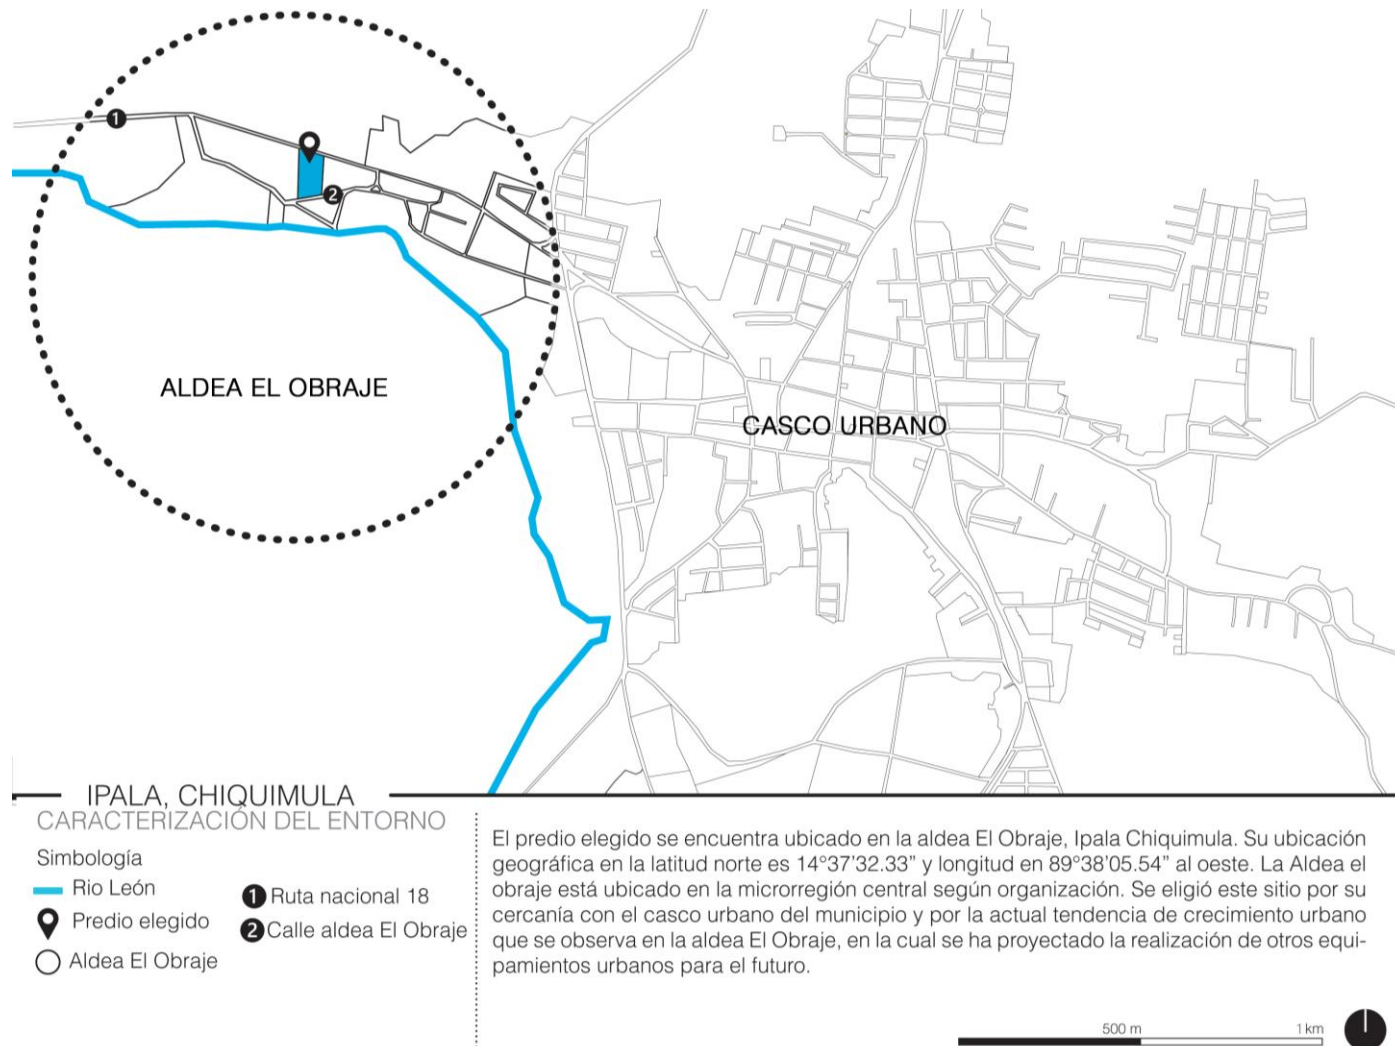 1
2
ALDEA EL OBRAJE
CASCO URBANO
IPALA, CHIQUIMULA
CARACTERIZACIÓN DEL ENTORNO
Simbología
Rio León
Predio elegido
Aldea El Obraje
1 Ruta nacional 18
2 Calle aldea El Obraje
El predio elegido se encuentra ubicado en la aldea El Obraje, Ipala Chiquimula. Su ubicación
geográfica en la latitud norte es 14°37'32.33” y longitud en 89°38'05.54” al oeste. La Aldea el
obraje está ubicado en la microrregión central según organización. Se eligió este sitio por su
cercanía con el casco urbano del municipio y por la actual tendencia de crecimiento urbano
que se observa en la aldea El Obraje, en la cual se ha proyectado la realización de otros equi-
pamientos urbanos para el futuro.
500 m
1 km